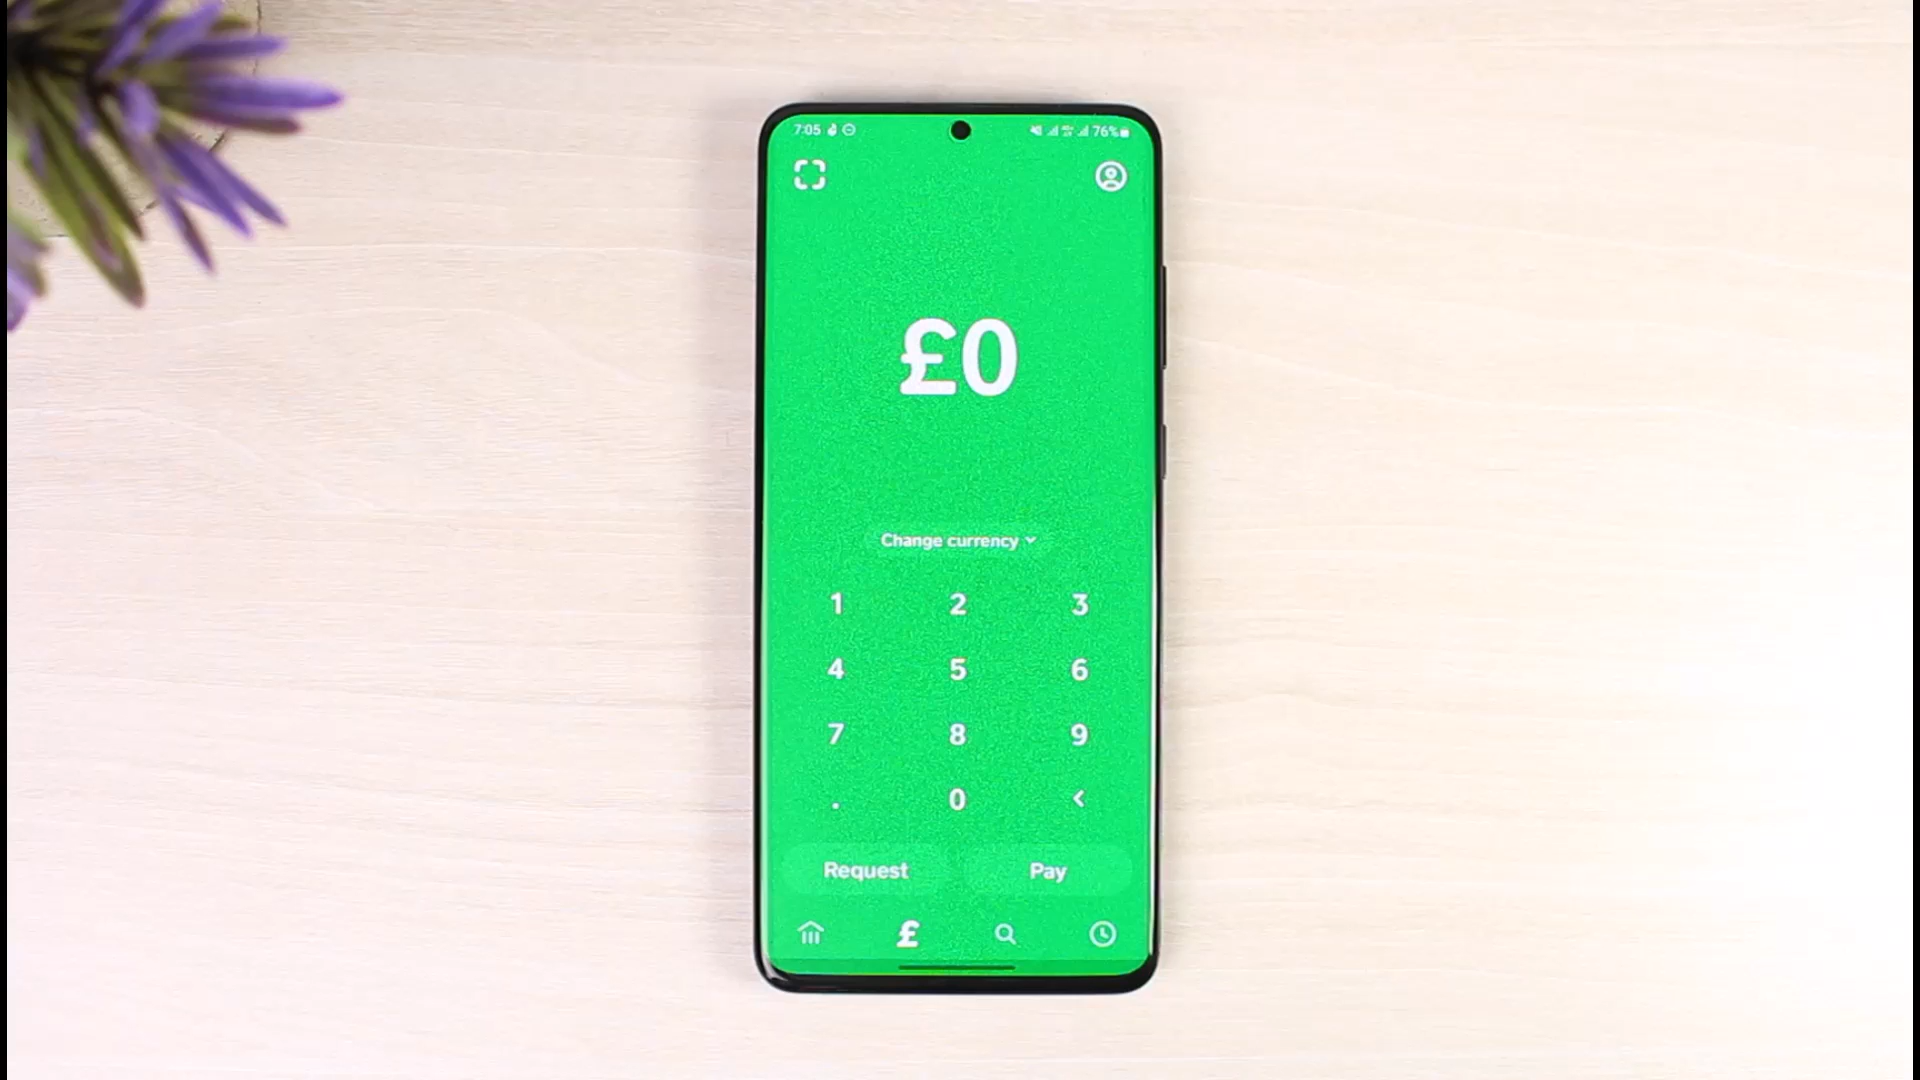 7:05 76%
£0
Change currency
1 2 3
4 5 6
7 8 9
. 0 <
Request Pay
£